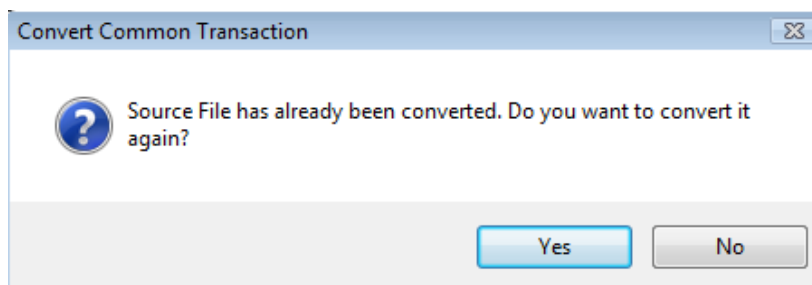 Convert Common Transaction
Source File has already been converted. Do you want to convert it
again?
Yes
No